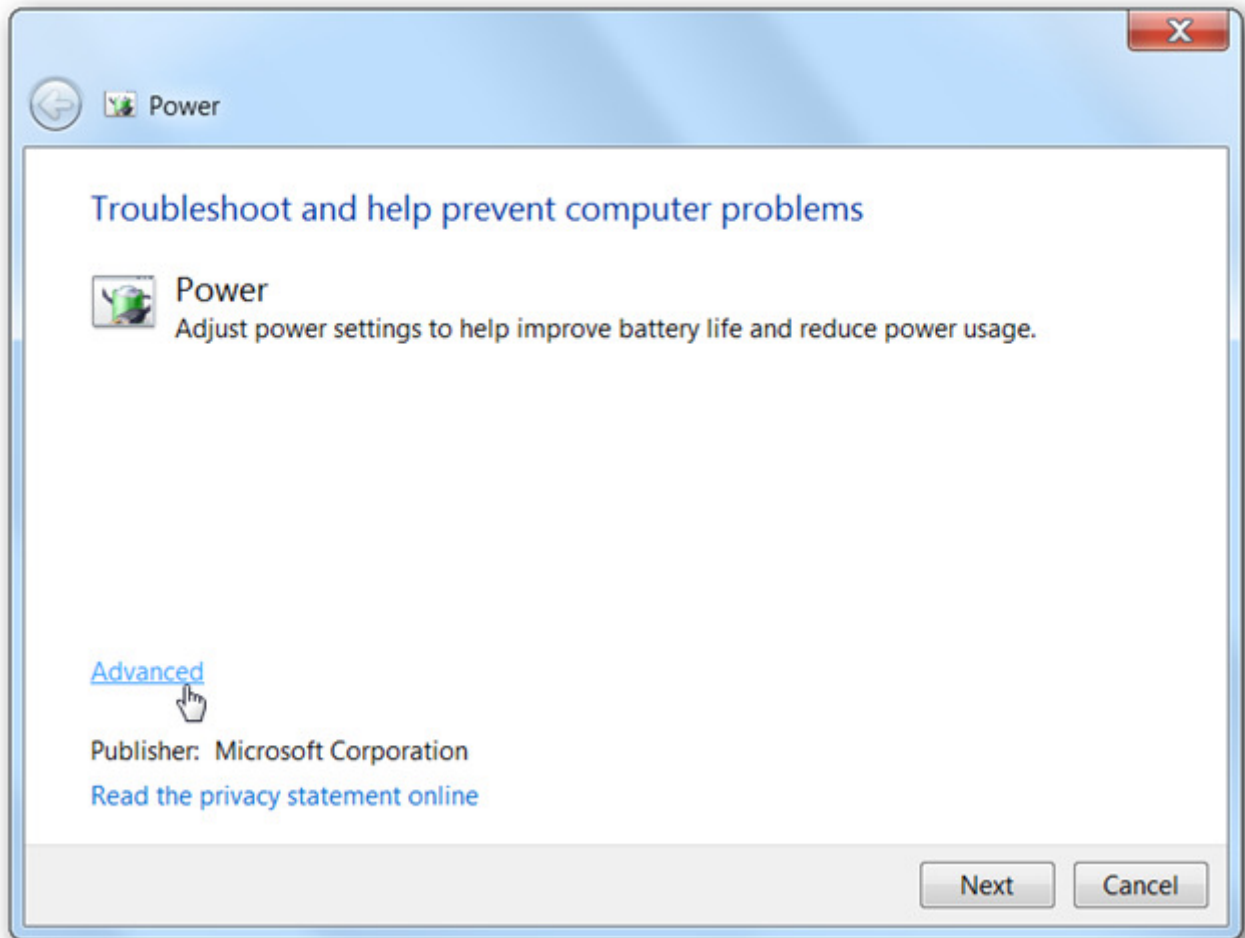 Power
Troubleshoot and help prevent computer problems
Power
Adjust power settings to help improve battery life and reduce power usage.
Advanced
Publisher:  Microsoft Corporation
Read the privacy statement online
Next
Cancel